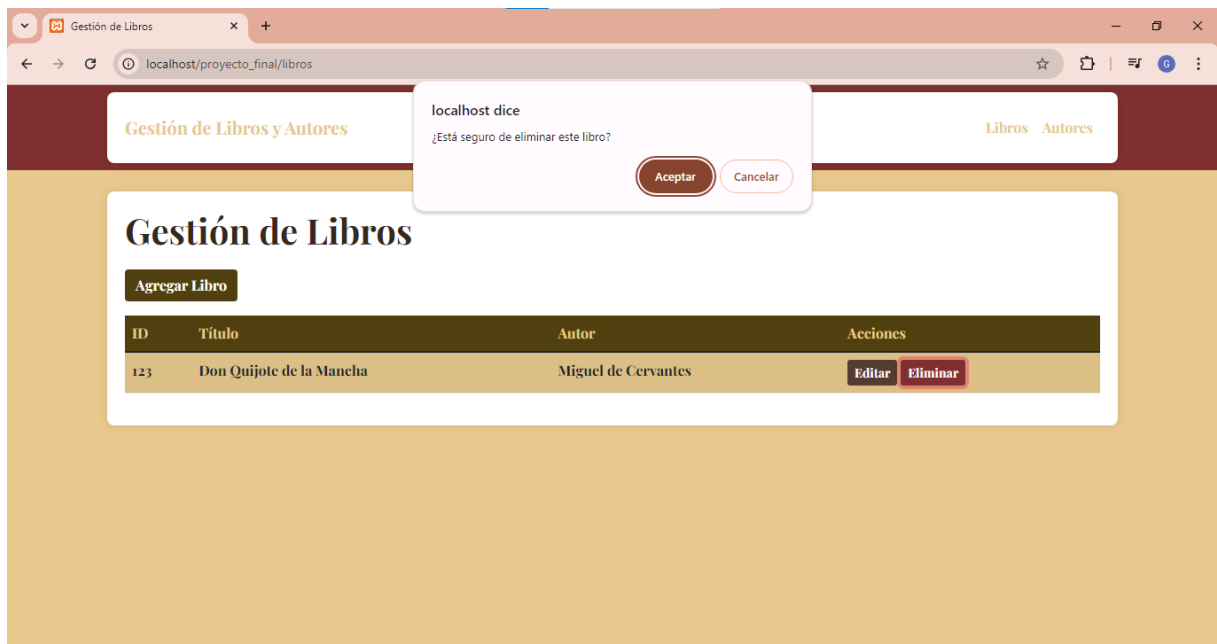 Gestión de Libros
localhost/proyecto_final/libros
G
localhost dice
¿Está seguro de eliminar este libro?
Aceptar Cancelar
Gestión de Libros y Autores
Libros Autores
Gestión de Libros
Agregar Libro
ID Título Autor Acciones
123 Don Quijote de la Mancha Miguel de Cervantes Editar Eliminar